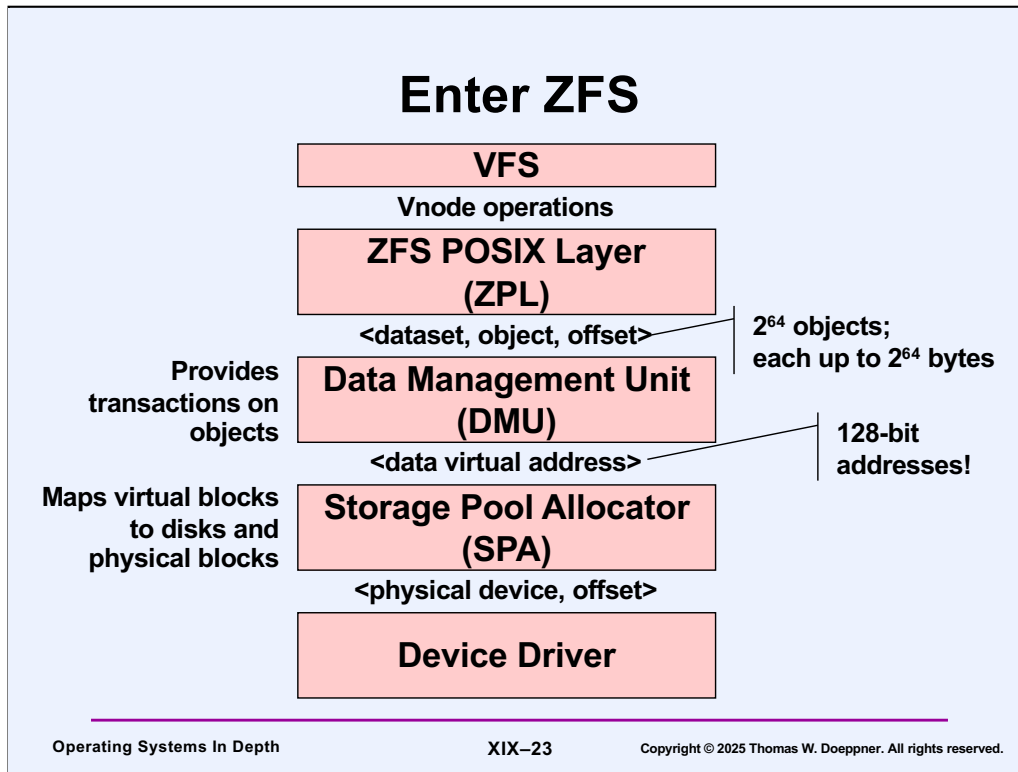 Enter ZFS
VFS
Vnode operations
ZFS POSIX Layer
(ZPL)
<dataset, object, offset>
2⁶⁴ objects;
each up to 2⁶⁴ bytes
Provides
transactions on
objects
Data Management Unit
(DMU)
<data virtual address>
128-bit
addresses!
Maps virtual blocks
to disks and
physical blocks
Storage Pool Allocator
(SPA)
<physical device, offset>
Device Driver
Operating Systems In Depth
XIX–23
Copyright © 2025 Thomas W. Doeppner. All rights reserved.